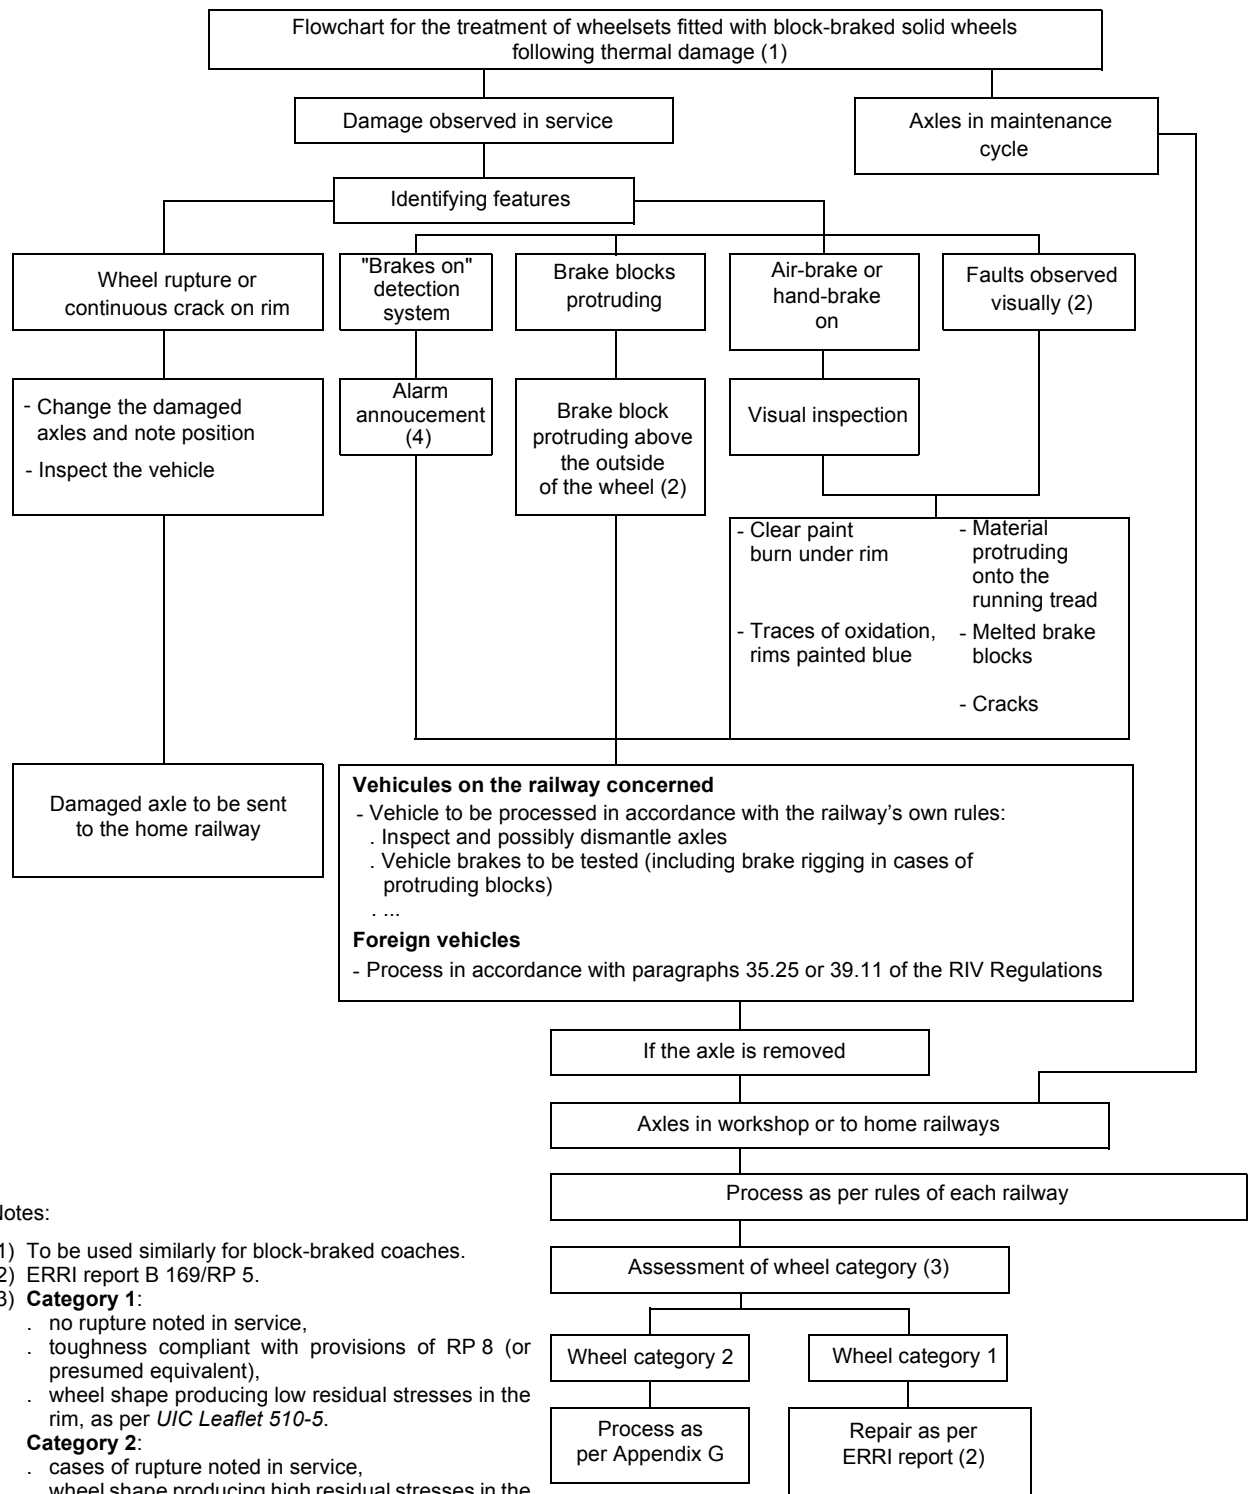 Flowchart for the treatment of wheelsets fitted with block-braked solid wheels
following thermal damage (1)
Damage observed in service
Axles in maintenance
cycle
Identifying features
Wheel rupture or
continuous crack on rim
"Brakes on"
detection
system
Brake blocks
protruding
Air-brake or
hand-brake
on
Faults observed
visually (2)
- Change the damaged
axles and note position
- Inspect the vehicle
Alarm
annoucement
(4)
Brake block
protruding above
the outside
of the wheel (2)
Visual inspection
- Clear paint
burn under rim
- Traces of oxidation,
rims painted blue
- Material
protruding
onto the
running tread
- Melted brake
blocks
- Cracks
Damaged axle to be sent
to the home railway
Vehicules on the railway concerned
- Vehicle to be processed in accordance with the railway's own rules:
. Inspect and possibly dismantle axles
. Vehicle brakes to be tested (including brake rigging in cases of
protruding blocks)
. ...
Foreign vehicles
- Process in accordance with paragraphs 35.25 or 39.11 of the RIV Regulations
If the axle is removed
Axles in workshop or to home railways
Process as per rules of each railway
Assessment of wheel category (3)
Wheel category 2
Wheel category 1
Process as
per Appendix G
Repair as per
ERRI report (2)
Notes:
1) To be used similarly for block-braked coaches.
2) ERRI report B 169/RP 5.
3) Category 1:
. no rupture noted in service,
. toughness compliant with provisions of RP 8 (or
presumed equivalent),
. wheel shape producing low residual stresses in the
rim, as per UIC Leaflet 510-5.
Category 2:
. cases of rupture noted in service,
wheel shape producing high residual stresses in the